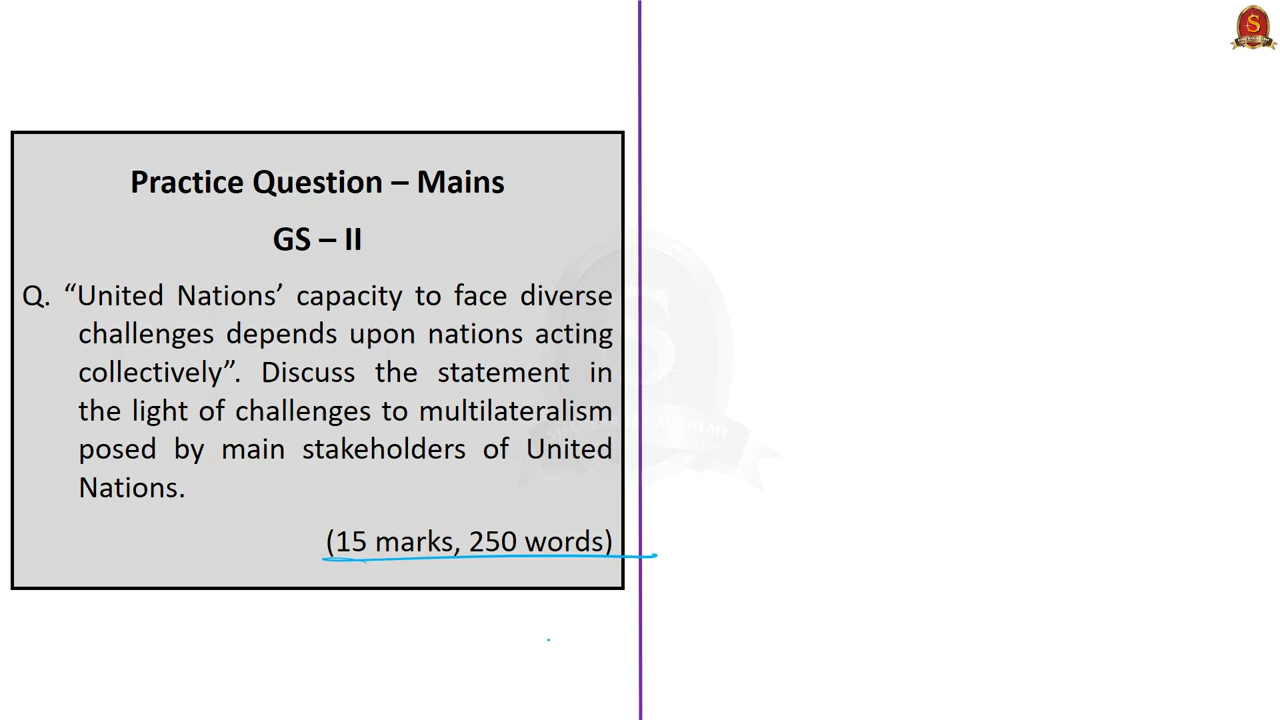 Practice Question – Mains
GS – II
Q. “United Nations’ capacity to face diverse
challenges depends upon nations acting
collectively”. Discuss the statement in
the light of challenges to multilateralism
posed by main stakeholders of United
Nations.
(15 marks, 250 words)